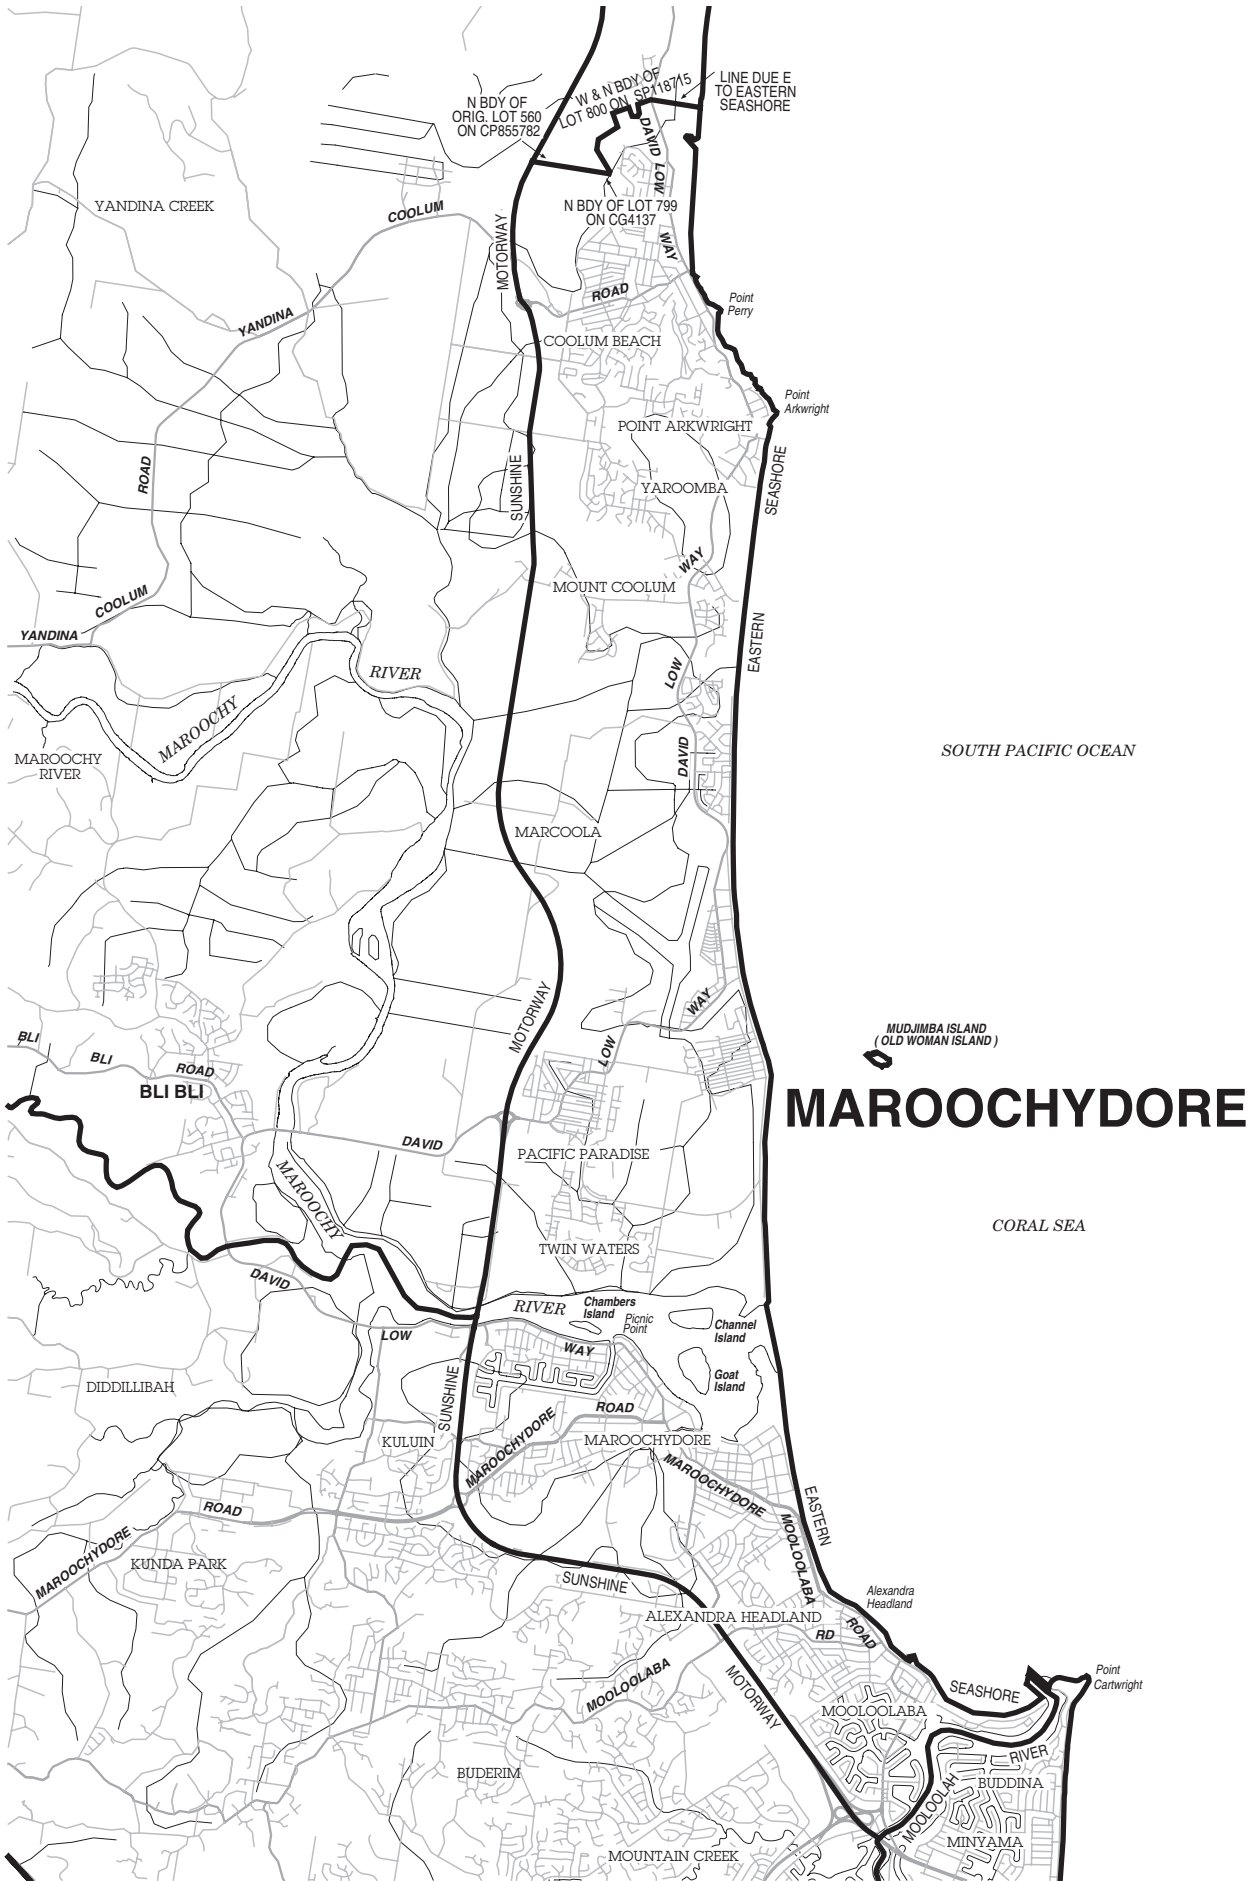 W & N BDY OF
LOT 800 ON SP118715
LINE DUE E
TO EASTERN
SEASHORE
N BDY OF
ORIG. LOT 560
ON CP855782
DAVID LOW
WAY
N BDY OF LOT 799
ON CG4137
YANDINA CREEK
COOLUM
MOTORWAY
ROAD
YANDINA
Point
Perry
COOLUM BEACH
Point
Arkwright
POINT ARKWRIGHT
ROAD
SUNSHINE
YAROOMBA
SEASHORE
WAY
MOUNT COOLUM
COOLUM
YANDINA
EASTERN
RIVER
LOW
MAROOCHY
DAVID
SOUTH PACIFIC OCEAN
MAROOCHY
RIVER
MARCOOLA
WAY
MOTORWAY
MUDJIMBA ISLAND
( OLD WOMAN ISLAND )
BLI
BLI
ROAD
LOW
BLI BLI
MAROOCHYDORE
DAVID
PACIFIC PARADISE
MAROOCHY
CORAL SEA
TWIN WATERS
DAVID
RIVER
Chambers
Island
Picnic
Point
Channel
Island
LOW
WAY
Goat
Island
DIDDILLIBAH
SUNSHINE
ROAD
KULUIN
MAROOCHYDORE
MAROOCHYDORE
MAROOCHYDORE
ROAD
EASTERN
MOOLOOLABA
MAROOCHYDORE
KUNDA PARK
SUNSHINE
Alexandra
Headland
ALEXANDRA HEADLAND
RD
ROAD
MOOLOOLABA
MOTORWAY
SEASHORE
Point
Cartwright
MOOLOOLABA
RIVER
BUDERIM
BUDDINA
MOOLOOLAH
MINYAMA
MOUNTAIN CREEK